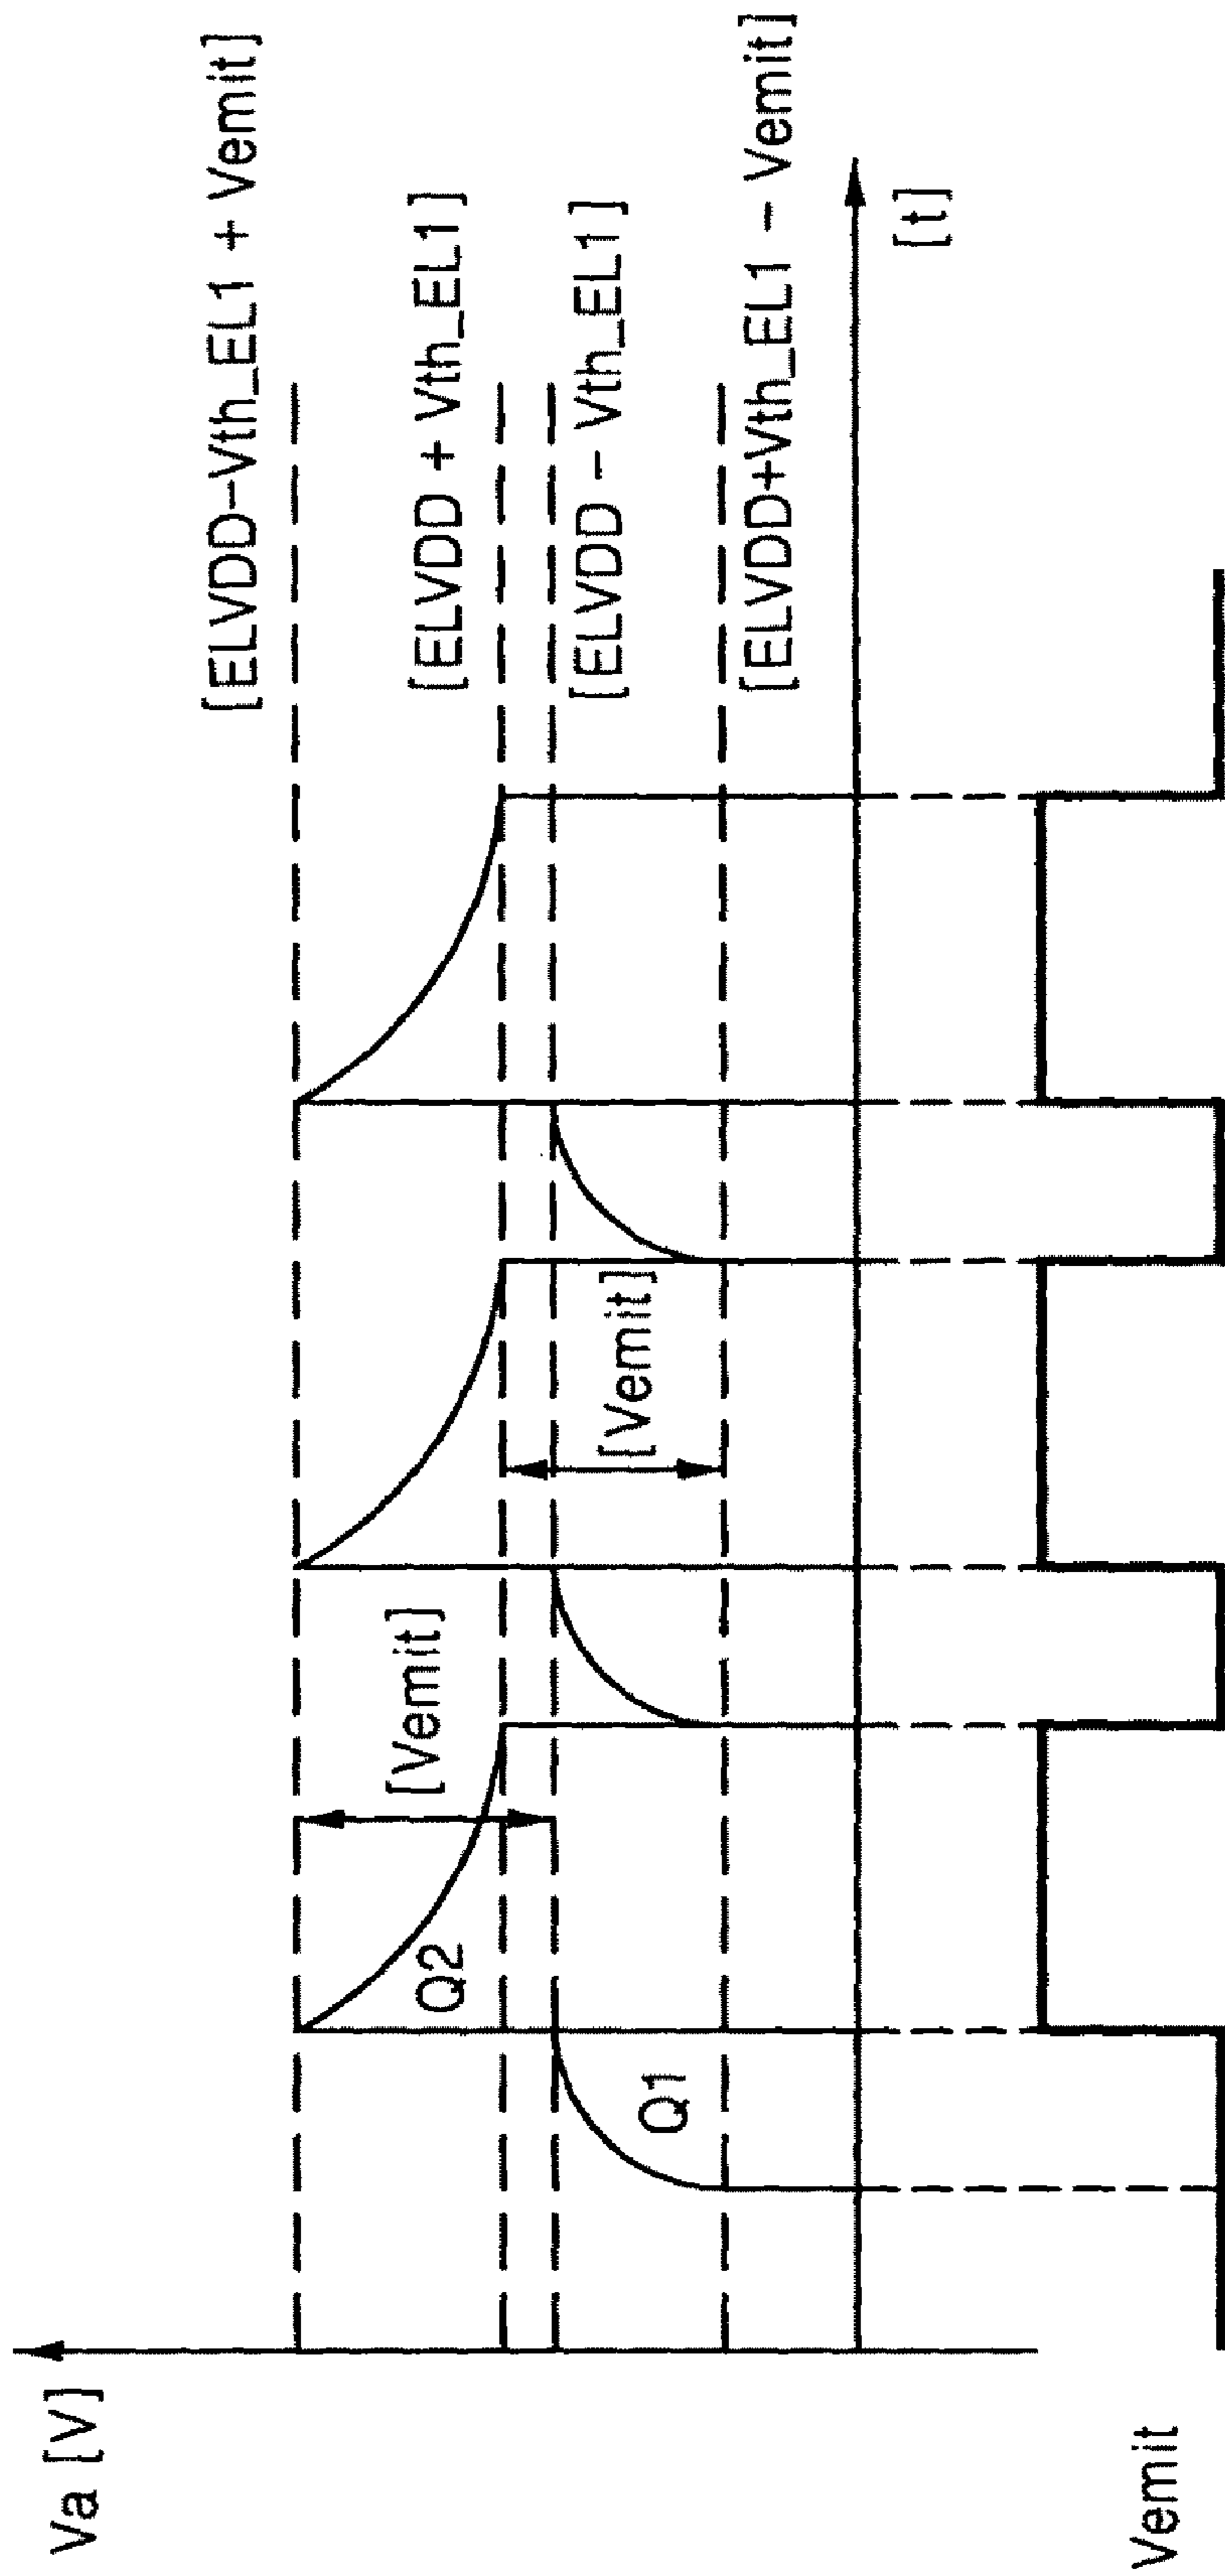 Va [V]
[ELVDD-Vth_EL1 + Vemit]
[ELVDD + Vth_EL1]
[ELVDD - Vth_EL1]
[ELVDD+Vth_EL1 - Vemit]
[Vemit]
[Vemit]
Q2
Q1
[t]
Vemit